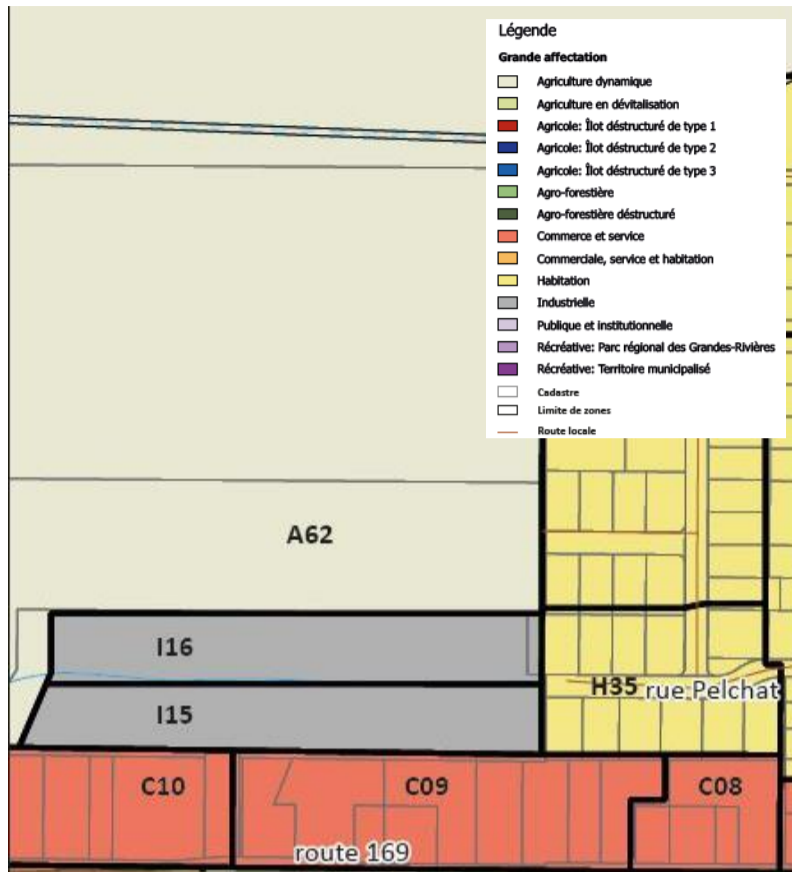 Légende
Grande affectation
Agriculture dynamique
Agriculture en dévitalisation
Agricole: Îlot déstructuré de type 1
Agricole: Îlot déstructuré de type 2
Agricole: Îlot déstructuré de type 3
Agro-forestière
Agro-forestière déstructuré
Commerce et service
Commerciale, service et habitation
Habitation
Industrielle
Publique et institutionnelle
Récréative: Parc régional des Grandes-Rivières
Récréative: Territoire municipalisé
Cadastre
Limite de zones
Route locale
A62
I16
H35 rue Pelchat
I15
C10 C09 C08
route 169